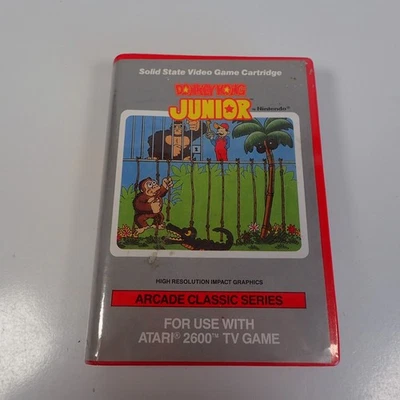 Solid State Video Game Cartridge
DONKEY KONG
JUNIOR
by Nintendo®
HIGH RESOLUTION IMPACT GRAPHICS
ARCADE CLASSIC SERIES
FOR USE WITH
ATARI® 2600™ TV GAME